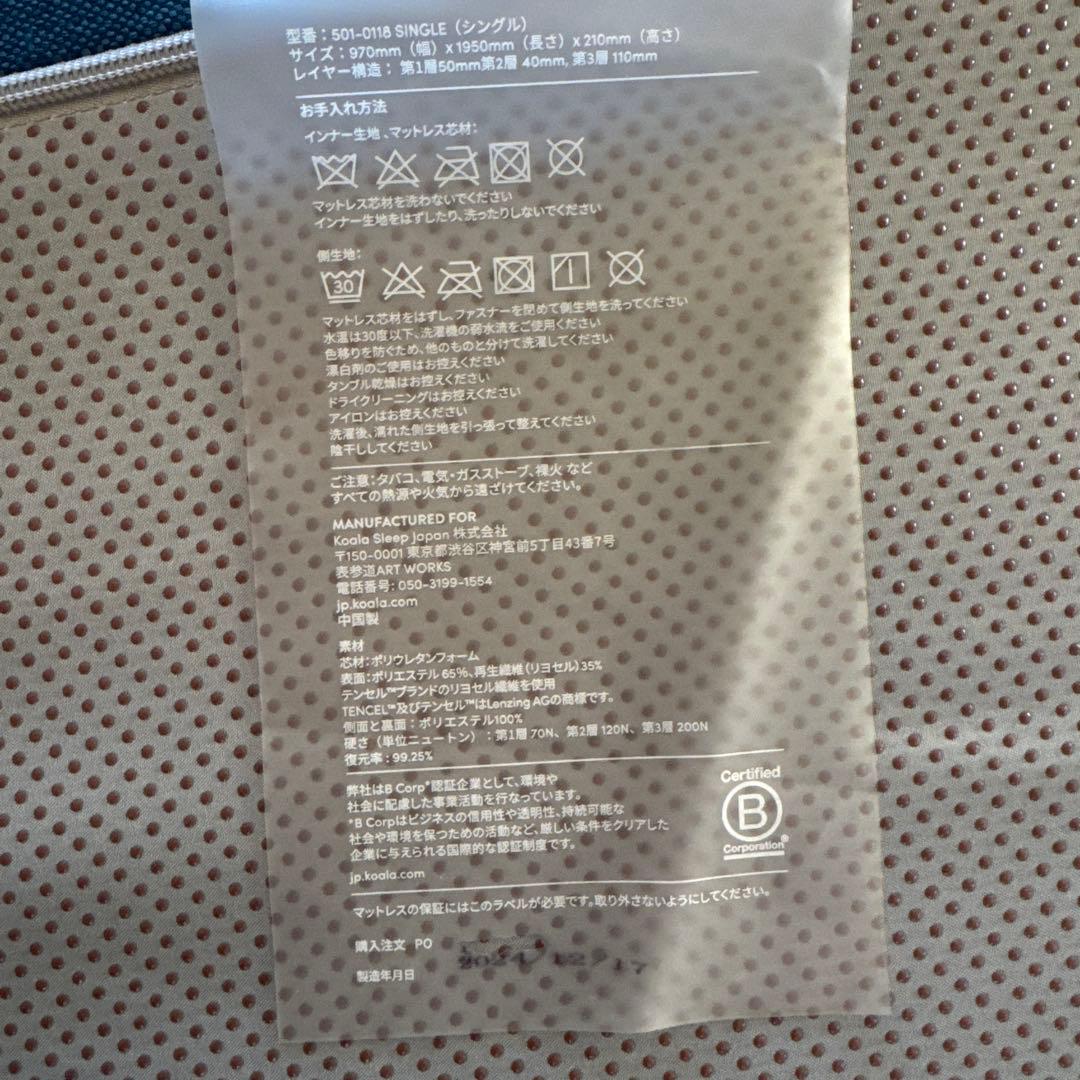 型番：501-0118 SINGLE（シングル）
サイズ：970mm（幅）x 1950mm（長さ）x 210mm（高さ）
レイヤー構造： 第1層50mm第2層 40mm, 第3層 110mm
お手入れ方法
インナー生地 、マットレス芯材：
マットレス芯材を洗わないでください
インナー生地をはずしたり、洗ったりしないでください
側生地：
30
マットレス芯材をはずし、ファスナーを閉めて側生地を洗ってください
水温は30度以下、洗濯機の弱水流をご使用ください
色移りを防ぐため、他のものと分けて洗濯してください
漂白剤のご使用はお控えください
タンブル乾燥はお控えください
ドライクリーニングはお控えください
アイロンはお控えください
洗濯後、濡れた側生地を引っ張って整えてください
陰干ししてください
ご注意：タバコ、電気・ガスストーブ、裸火 など
すべての熱源や火気から遠ざけてください。
MANUFACTURED FOR
Koala Sleep Japan 株式会社
〒150-0001 東京都渋谷区神宮前5丁目43番7号
表参道ART WORKS
電話番号: 050-3199-1554
jp.koala.com
中国製
素材
芯材：ポリウレタンフォーム
表面：ポリエステル 65％、再生繊維（リヨセル）35%
テンセル™ブランドのリヨセル繊維を使用
TENCEL™及びテンセル™はLenzing AGの商標です。
側面と裏面：ポリエステル100%
硬さ（単位ニュートン）：第1層 70N、第2層 120N、第3層 200N
復元率：99.25%
弊社はB Corp*認証企業として、環境や
社会に配慮した事業活動を行なっています。
*B Corpはビジネスの信用性や透明性、持続可能な
社会や環境を保つための活動など、厳しい条件をクリアした
企業に与えられる国際的な認証制度です。
jp.koala.com
Certified
B
Corporation®
マットレスの保証にはこのラベルが必要です。取り外さないようにしてください。
購入注文 PO
製造年月日
2024/12/17